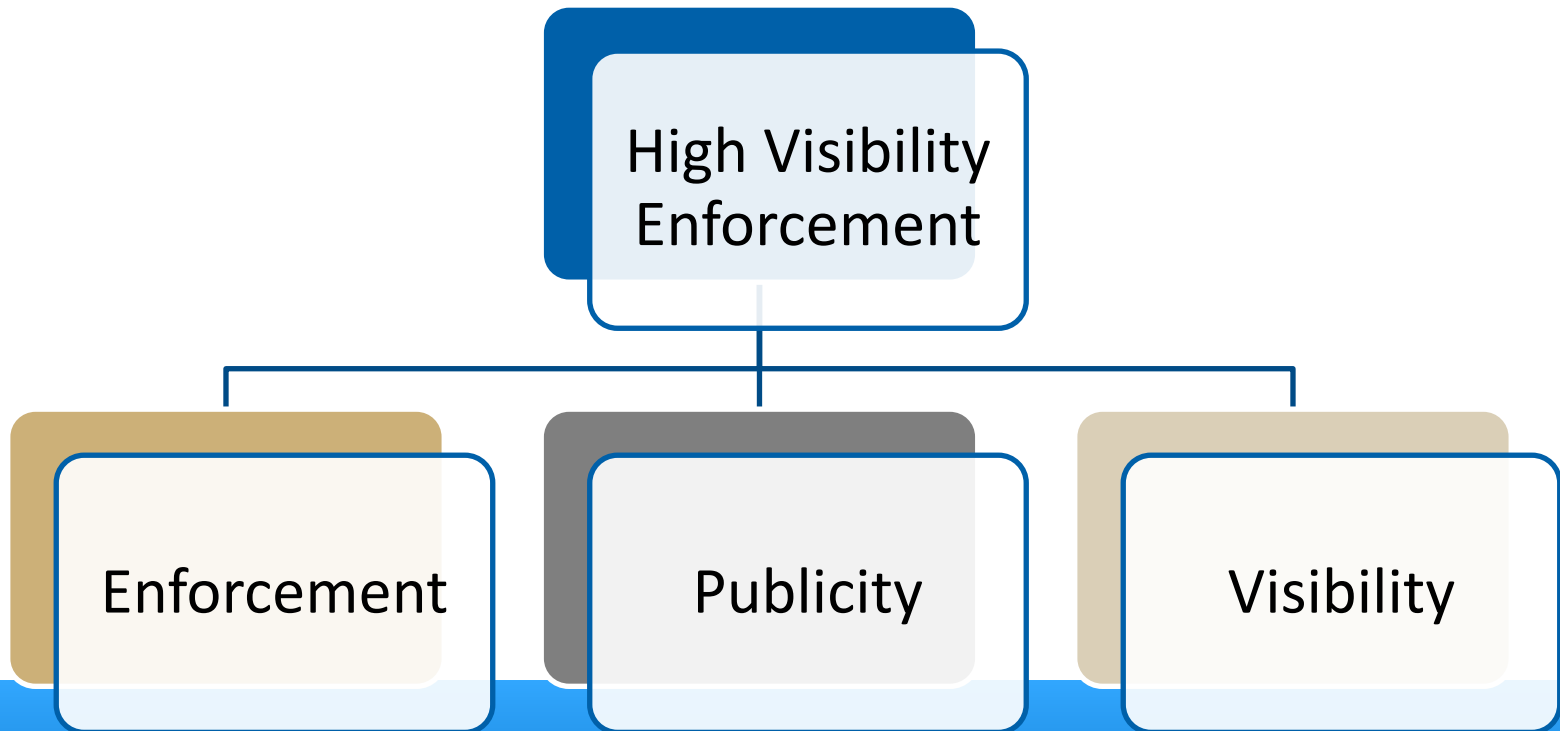 High Visibility
Enforcement
Enforcement
Publicity
Visibility